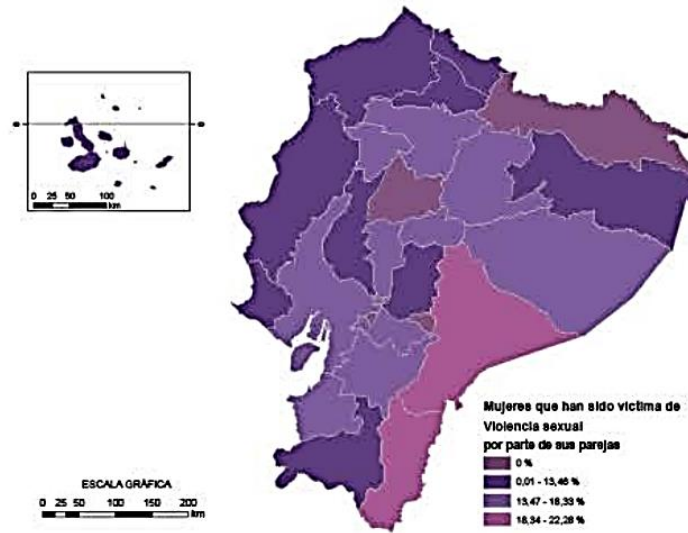 0
0
0 25 50 100
km
Mujeres que han sido víctima de
Violencia sexual
por parte de sus parejas
0 %
0,01 - 13,46 %
13,47 - 18,33 %
18,34 - 22,28 %
ESCALA GRÁFICA
0 25 50 100 150 200
km